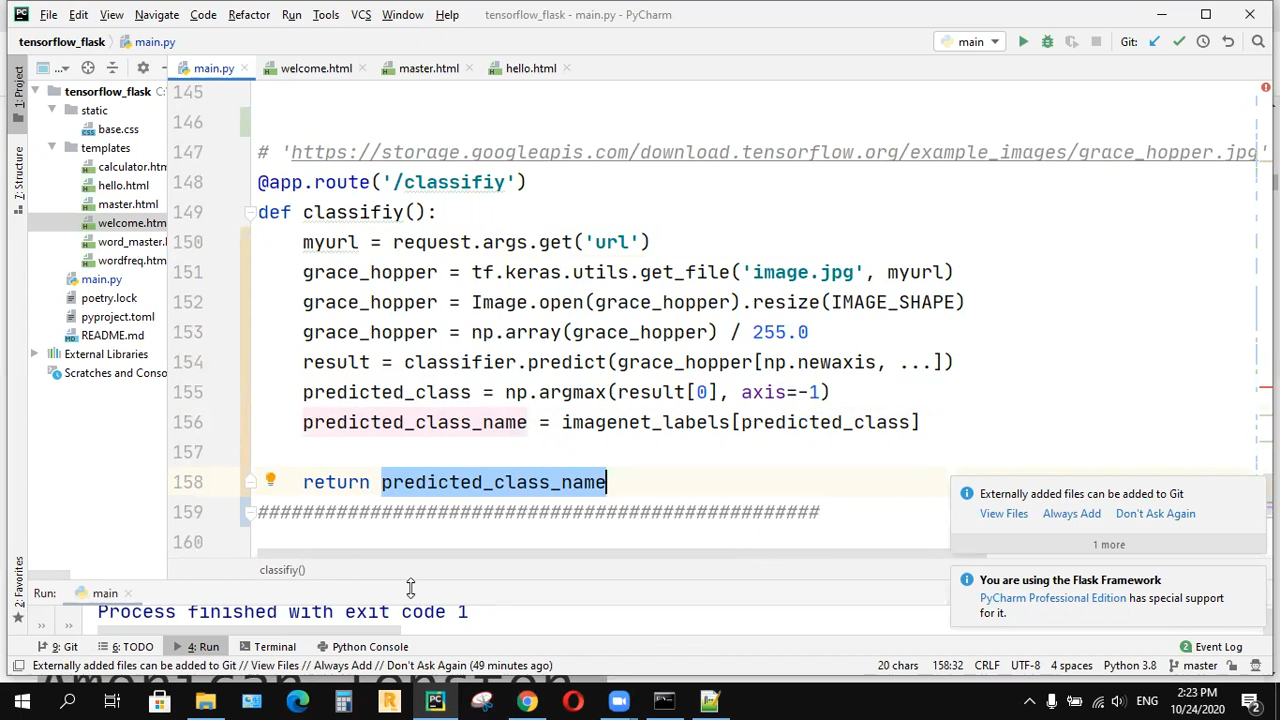 File Edit View Navigate Code Refactor Run Tools VCS Window Help tensorflow_flask - main.py - PyCharm
tensorflow_flask main.py main Git:
1: Project
7: Structure
2: Favorites
...
tensorflow_flask C:
static
base.css
templates
calculator.htm
hello.html
master.html
welcome.htm
word_master.
wordfreq.htm
main.py
poetry.lock
pyproject.toml
README.md
External Libraries
Scratches and Conso
main.py welcome.html master.html hello.html
145
146
147 # 'https://storage.googleapis.com/download.tensorflow.org/example_images/grace_hopper.jpg'
148 @app.route('/classifiy')
149 def classifiy():
150 myurl = request.args.get('url')
151 grace_hopper = tf.keras.utils.get_file('image.jpg', myurl)
152 grace_hopper = Image.open(grace_hopper).resize(IMAGE_SHAPE)
153 grace_hopper = np.array(grace_hopper) / 255.0
154 result = classifier.predict(grace_hopper[np.newaxis, ...])
155 predicted_class = np.argmax(result[0], axis=-1)
156 predicted_class_name = imagenet_labels[predicted_class]
157
158 return predicted_class_name
159 ##################################################
160
classifiy()
Externally added files can be added to Git
View Files Always Add Don't Ask Again
1 more
You are using the Flask Framework
PyCharm Professional Edition has special support
for it.
Run: main
Process finished with exit code 1
9: Git 6: TODO 4: Run Terminal Python Console 2 Event Log
Externally added files can be added to Git // View Files // Always Add // Don't Ask Again (49 minutes ago) 20 chars 158:32 CRLF UTF-8 4 spaces Python 3.8 master
ENG 2:23 PM
10/24/2020 2